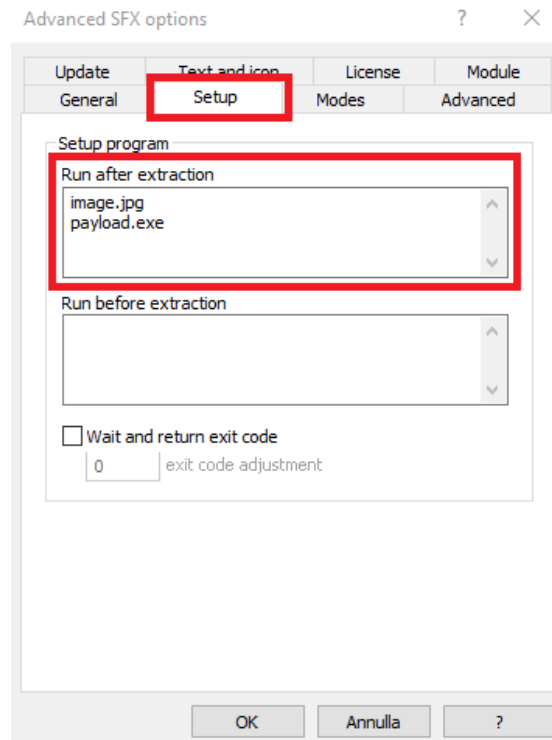 Advanced SFX options ? ×
Update Text and icon License Module
General Setup Modes Advanced
Setup program
Run after extraction
image.jpg
payload.exe
Run before extraction
Wait and return exit code
0 exit code adjustment
OK Annulla ?